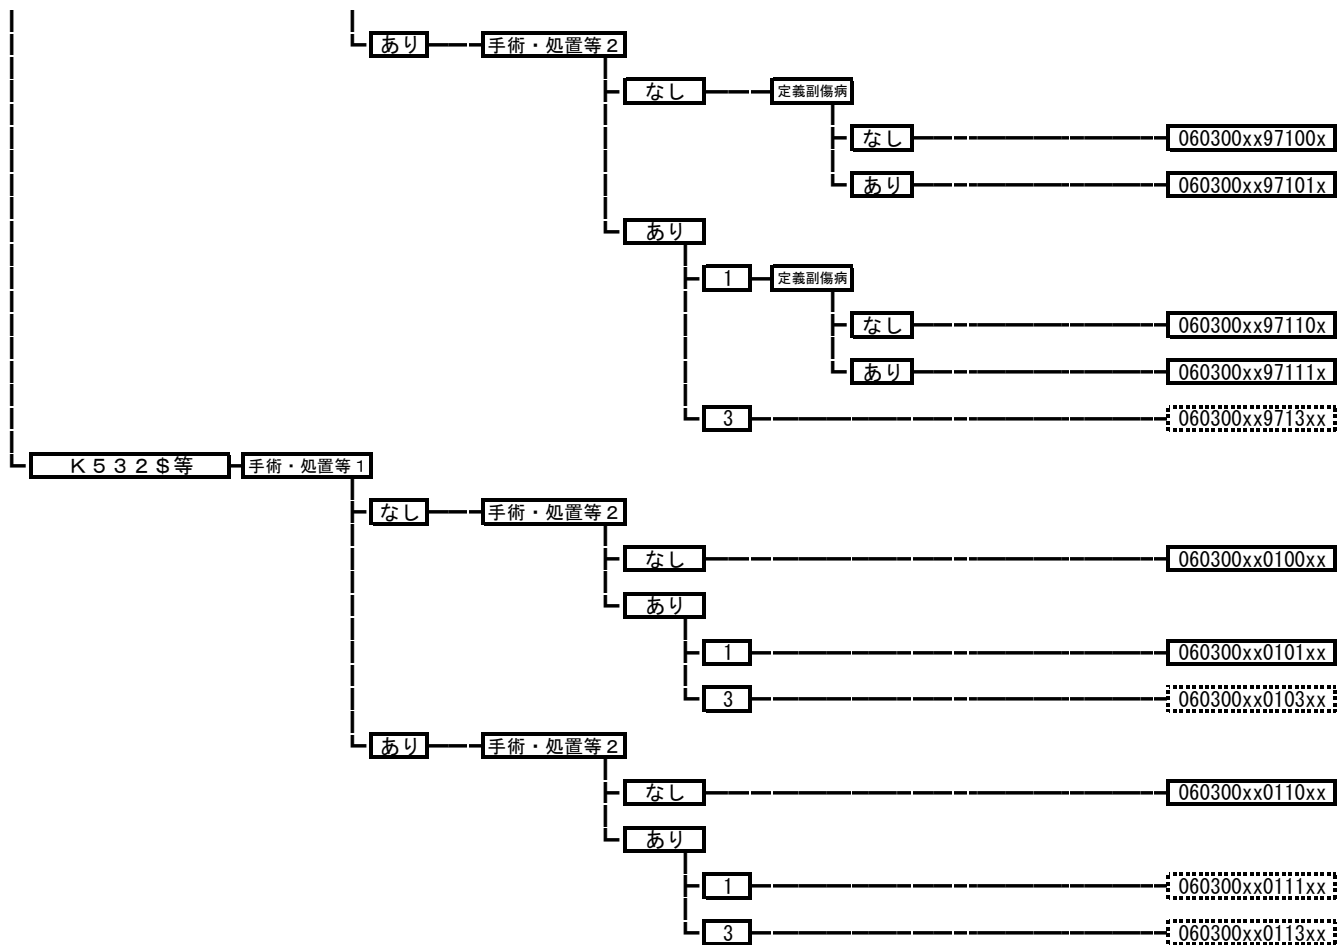 あり 手術・処置等２
なし 定義副傷病
なし 060300xx97100x
あり 060300xx97101x
あり
1 定義副傷病
なし 060300xx97110x
あり 060300xx97111x
3 060300xx9713xx
Ｋ５３２＄等 手術・処置等１
なし 手術・処置等２
なし 060300xx0100xx
あり
1 060300xx0101xx
3 060300xx0103xx
あり 手術・処置等２
なし 060300xx0110xx
あり
1 060300xx0111xx
3 060300xx0113xx